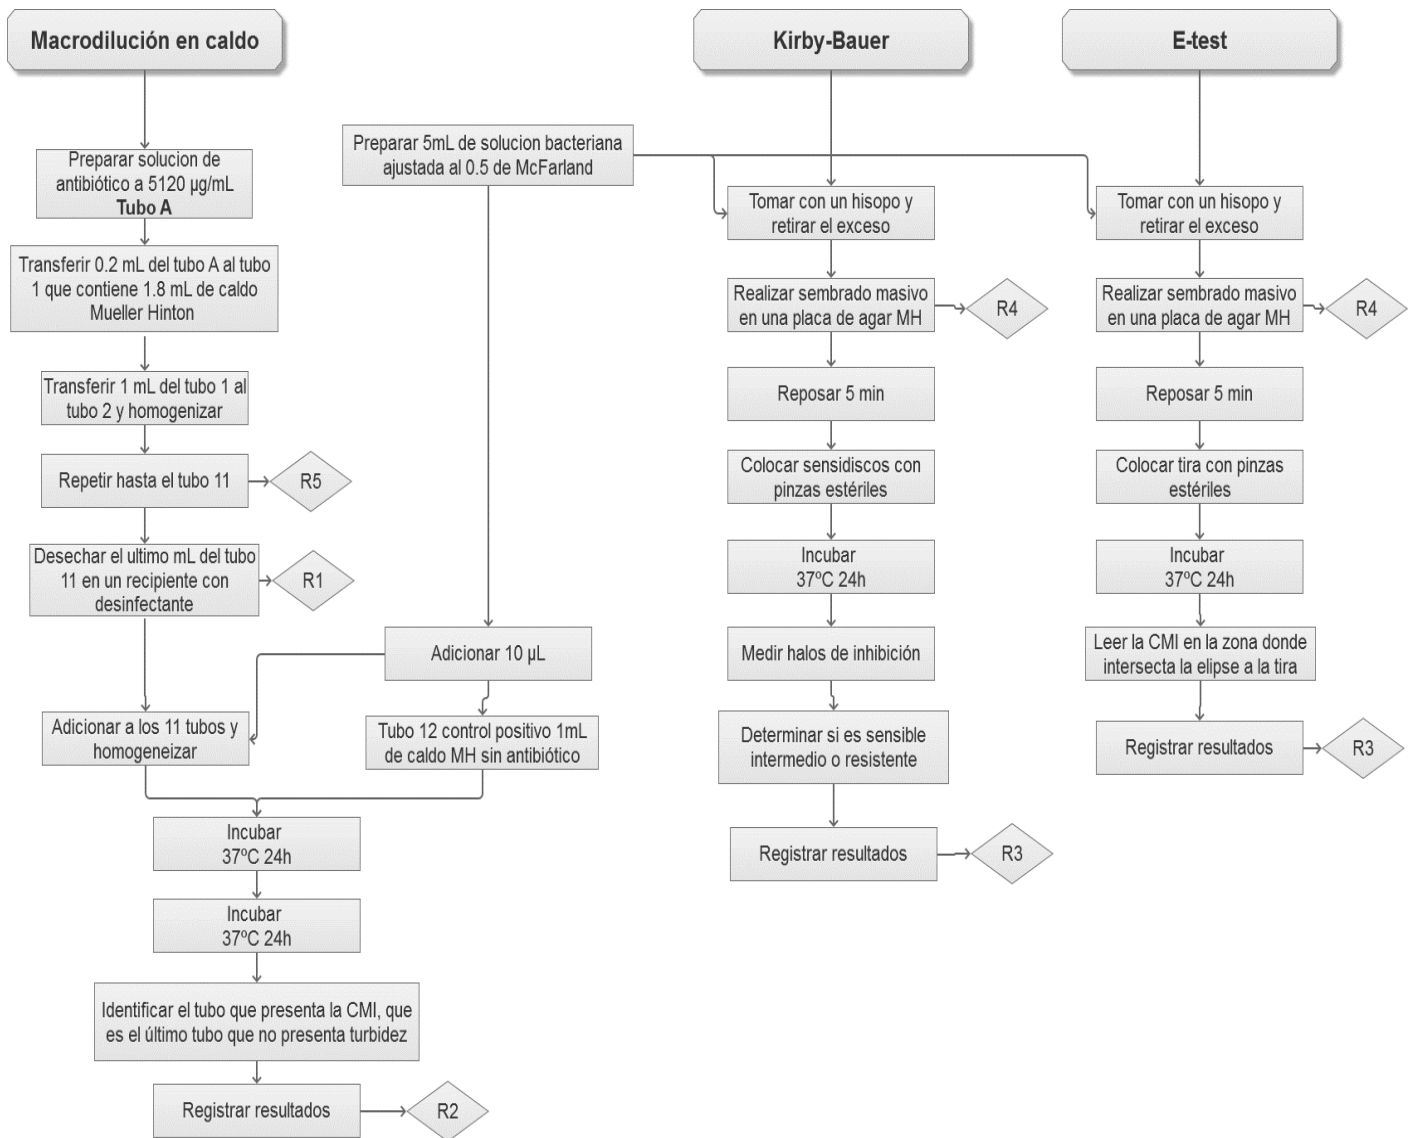 Macrodilución en caldo
Preparar solucion de
antibiótico a 5120 µg/mL
Tubo A
Transferir 0.2 mL del tubo A al tubo
1 que contiene 1.8 mL de caldo
Mueller Hinton
Transferir 1 mL del tubo 1 al
tubo 2 y homogenizar
Repetir hasta el tubo 11
R5
Desechar el ultimo mL del tubo
11 en un recipiente con
desinfectante
R1
Adicionar a los 11 tubos y
homogeneizar
Preparar 5mL de solucion bacteriana
ajustada al 0.5 de McFarland
Adicionar 10 µL
Tubo 12 control positivo 1mL
de caldo MH sin antibiótico
Incubar
37ºC 24h
Incubar
37ºC 24h
Identificar el tubo que presenta la CMI, que
es el último tubo que no presenta turbidez
Registrar resultados
R2
Kirby-Bauer
Tomar con un hisopo y
retirar el exceso
Realizar sembrado masivo
en una placa de agar MH
R4
Reposar 5 min
Colocar sensidiscos con
pinzas estériles
Incubar
37ºC 24h
Medir halos de inhibición
Determinar si es sensible
intermedio o resistente
Registrar resultados
R3
E-test
Tomar con un hisopo y
retirar el exceso
Realizar sembrado masivo
en una placa de agar MH
R4
Reposar 5 min
Colocar tira con pinzas
estériles
Incubar
37ºC 24h
Leer la CMI en la zona donde
intersecta la elipse a la tira
Registrar resultados
R3